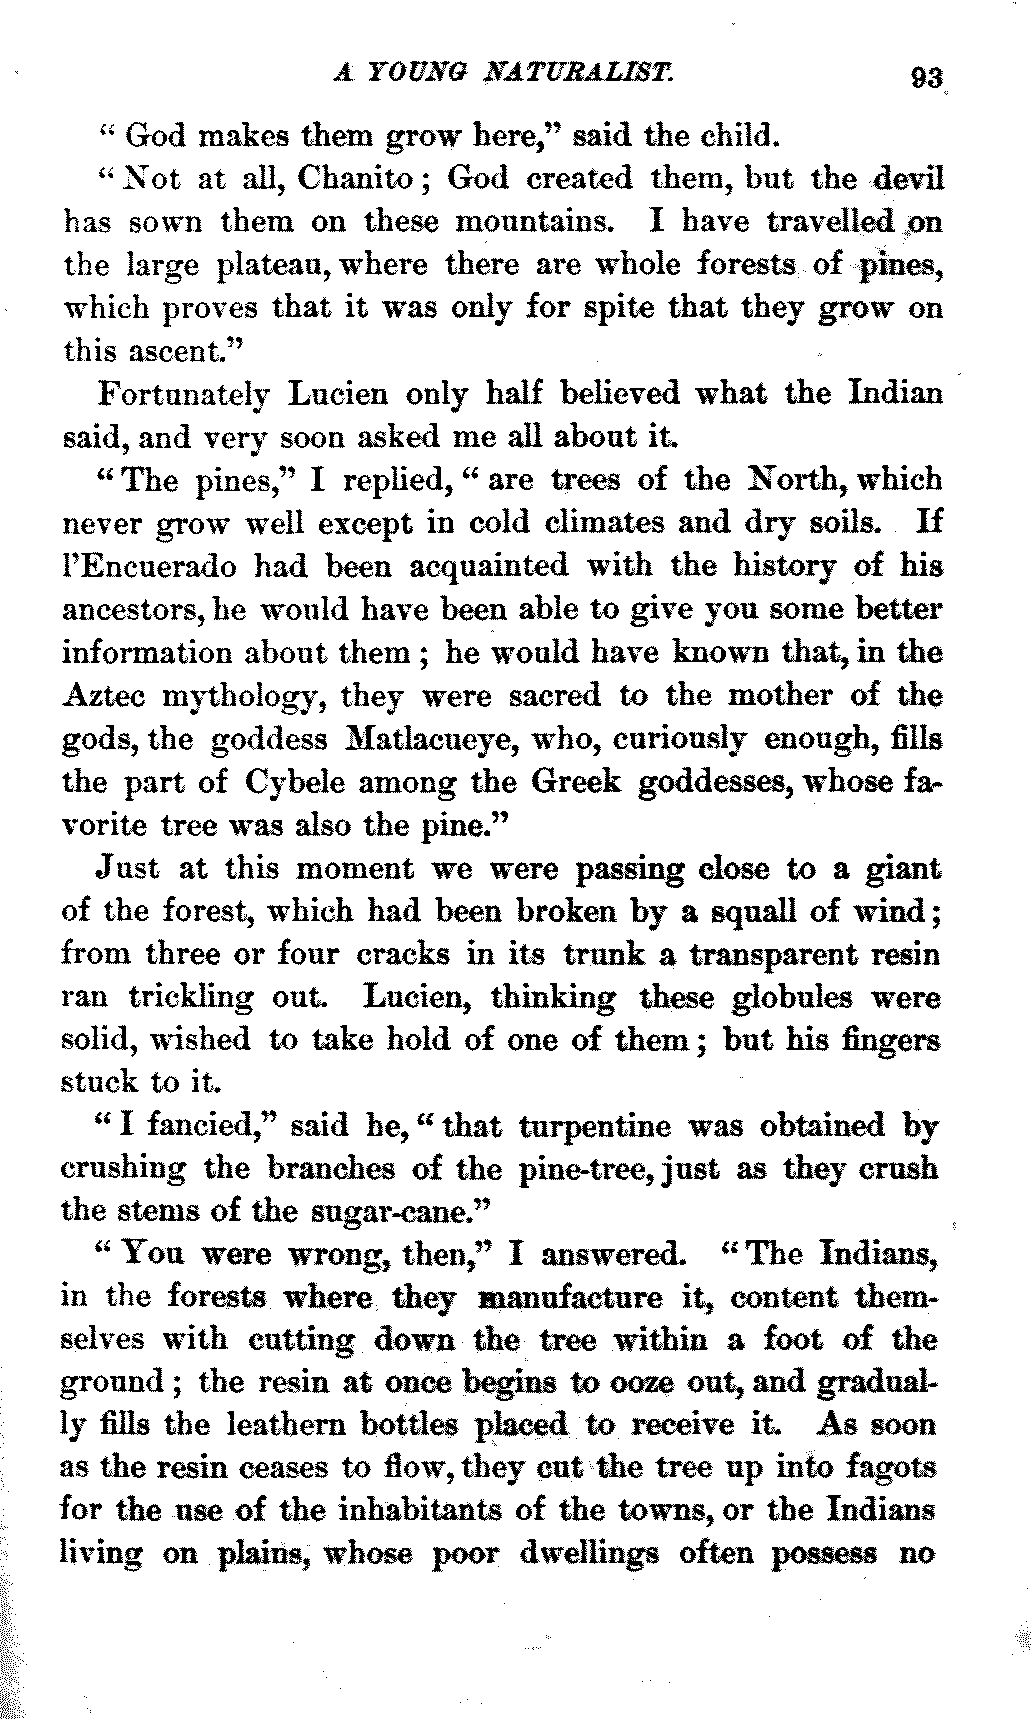 A YOUNG NATURALIST. 93
“ God makes them grow here,” said the child.
“ Not at all, Chanito ; God created them, but the devil
has sown them on these mountains. I have travelled on
the large plateau, where there are whole forests of pines,
which proves that it was only for spite that they grow on
this ascent.”
Fortunately Lucien only half believed what the Indian
said, and very soon asked me all about it.
“ The pines,” I replied, “ are trees of the North, which
never grow well except in cold climates and dry soils. If
l’Encuerado had been acquainted with the history of his
ancestors, he would have been able to give you some better
information about them ; he would have known that, in the
Aztec mythology, they were sacred to the mother of the
gods, the goddess Matlacueye, who, curiously enough, fills
the part of Cybele among the Greek goddesses, whose fa-
vorite tree was also the pine.”
Just at this moment we were passing close to a giant
of the forest, which had been broken by a squall of wind ;
from three or four cracks in its trunk a transparent resin
ran trickling out. Lucien, thinking these globules were
solid, wished to take hold of one of them ; but his fingers
stuck to it.
“ I fancied,” said he, “ that turpentine was obtained by
crushing the branches of the pine-tree, just as they crush
the stems of the sugar-cane.”
“ You were wrong, then,” I answered. “ The Indians,
in the forests where they manufacture it, content them-
selves with cutting down the tree within a foot of the
ground ; the resin at once begins to ooze out, and gradual-
ly fills the leathern bottles placed to receive it. As soon
as the resin ceases to flow, they cut the tree up into fagots
for the use of the inhabitants of the towns, or the Indians
living on plains, whose poor dwellings often possess no